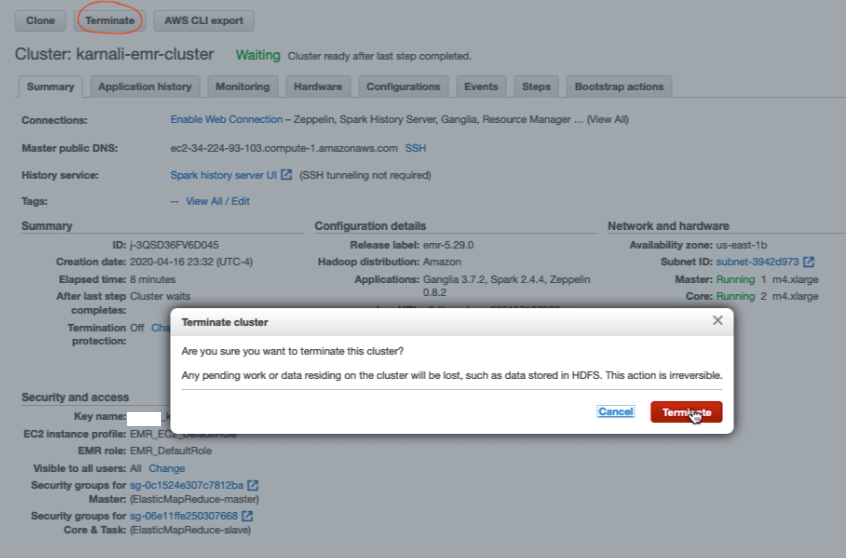 Clone Terminate AWS CLI export
Cluster: karnali-emr-cluster Waiting Cluster ready after last step completed.
Summary Application history Monitoring Hardware Configurations Events Steps Bootstrap actions
Connections: Enable Web Connection – Zeppelin, Spark History Server, Ganglia, Resource Manager ... (View All)
Master public DNS: ec2-34-224-93-103.compute-1.amazonaws.com SSH
History service: Spark history server UI (SSH tunneling not required)
Tags: -- View All / Edit
Summary
ID: j-3QSD36FV6D045
Creation date: 2020-04-16 23:32 (UTC-4)
Elapsed time: 8 minutes
After last step Cluster waits
completes:
Termination Off Cha
protection:
Configuration details
Release label: emr-5.29.0
Hadoop distribution: Amazon
Applications: Ganglia 3.7.2, Spark 2.4.4, Zeppelin
0.8.2
Network and hardware
Availability zone: us-east-1b
Subnet ID: subnet-3942d973
Master: Running 1 m4.xlarge
Core: Running 2 m4.xlarge
Terminate cluster
Are you sure you want to terminate this cluster?
Any pending work or data residing on the cluster will be lost, such as data stored in HDFS. This action is irreversible.
Cancel Terminate
Security and access
Key name:
EC2 instance profile: EMR_EC2_DefaultRole
EMR role: EMR_DefaultRole
Visible to all users: All Change
Security groups for sg-0c1524e307c7812ba
Master: (ElasticMapReduce-master)
Security groups for sg-06e11ffe250307668
Core & Task: (ElasticMapReduce-slave)